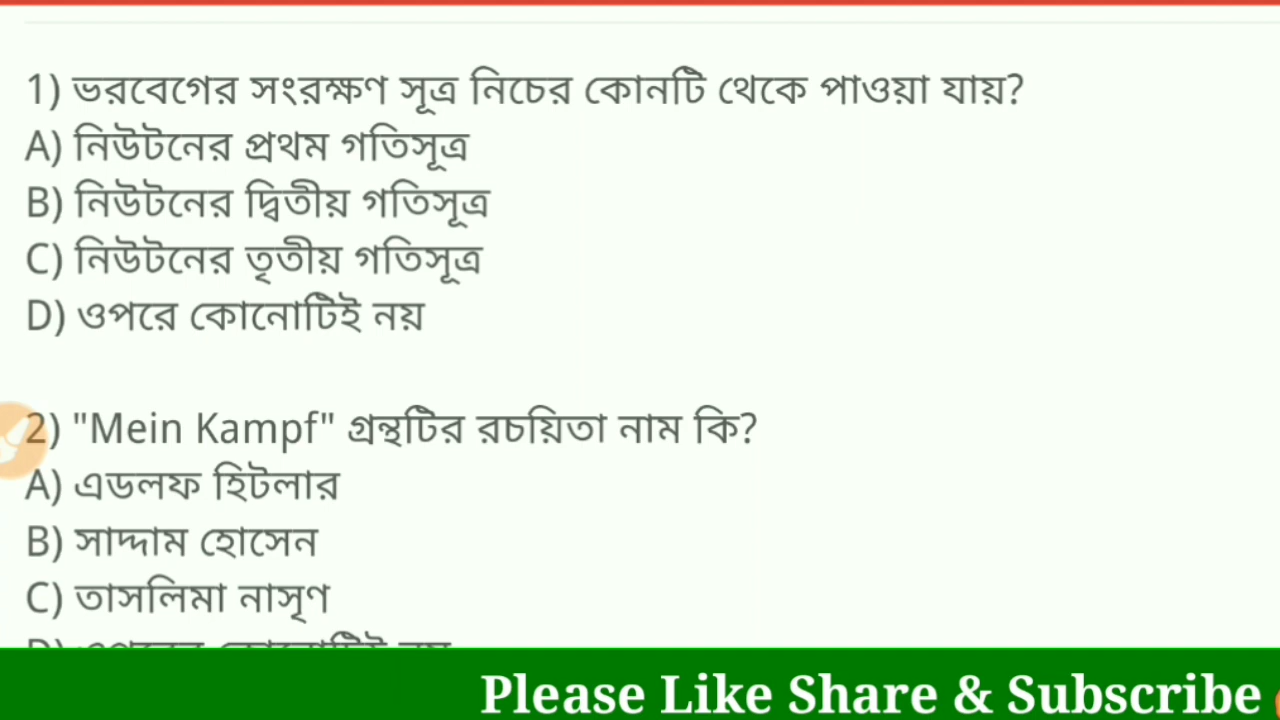 1) ভরবেগের সংরক্ষণ সূত্র নিচের কোনটি থেকে পাওয়া যায়?
A) নিউটনের প্রথম গতিসূত্র
B) নিউটনের দ্বিতীয় গতিসূত্র
C) নিউটনের তৃতীয় গতিসূত্র
D) ওপরে কোনোটিই নয়
2) "Mein Kampf" গ্রন্থটির রচয়িতা নাম কি?
A) এডলফ হিটলার
B) সাদ্দাম হোসেন
C) তাসলিমা নাসৃণ
Please Like Share & Subscribe